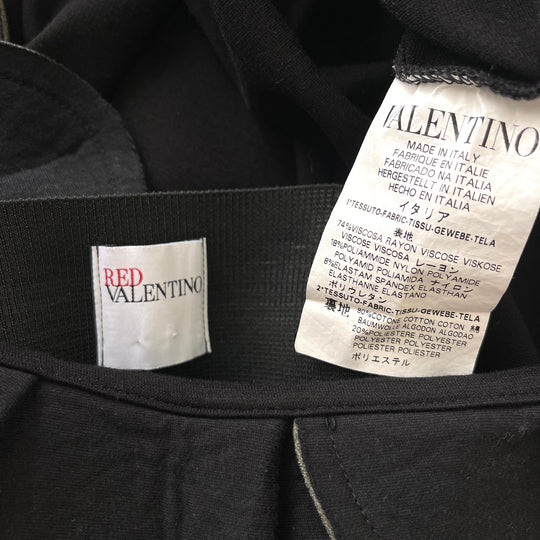 RED
VALENTINO
VALENTINO
MADE IN ITALY
FABRIQUE EN ITALIE
FABRICADO NA ITALIA
HERGESTELLT IN ITALIEN
HECHO EN ITALIA
イタリア
1°TESSUTO-FABRIC-TISSU-GEWEBE-TELA
表地
74%VISCOSA RAYON VISCOSE VISKOSE
VISCOSE VISCOSA レーヨン
18%POLIAMMIDE NYLON POLYAMIDE
POLYAMID POLIAMIDA ナイロン
8%ELASTAM SPANDEX ELASTHAN
ELASTHANNE ELASTANO
ポリウレタン
2°TESSUTO-FABRIC-TISSU-GEWEBE-TELA
裏地 80%COTONE COTTON COTON 綿
BAUMWOLLE ALGODON ALGODAO
20%POLIESTERE POLYESTER
POLYESTER POLYESTER
POLIESTER POLIESTER
ポリエステル